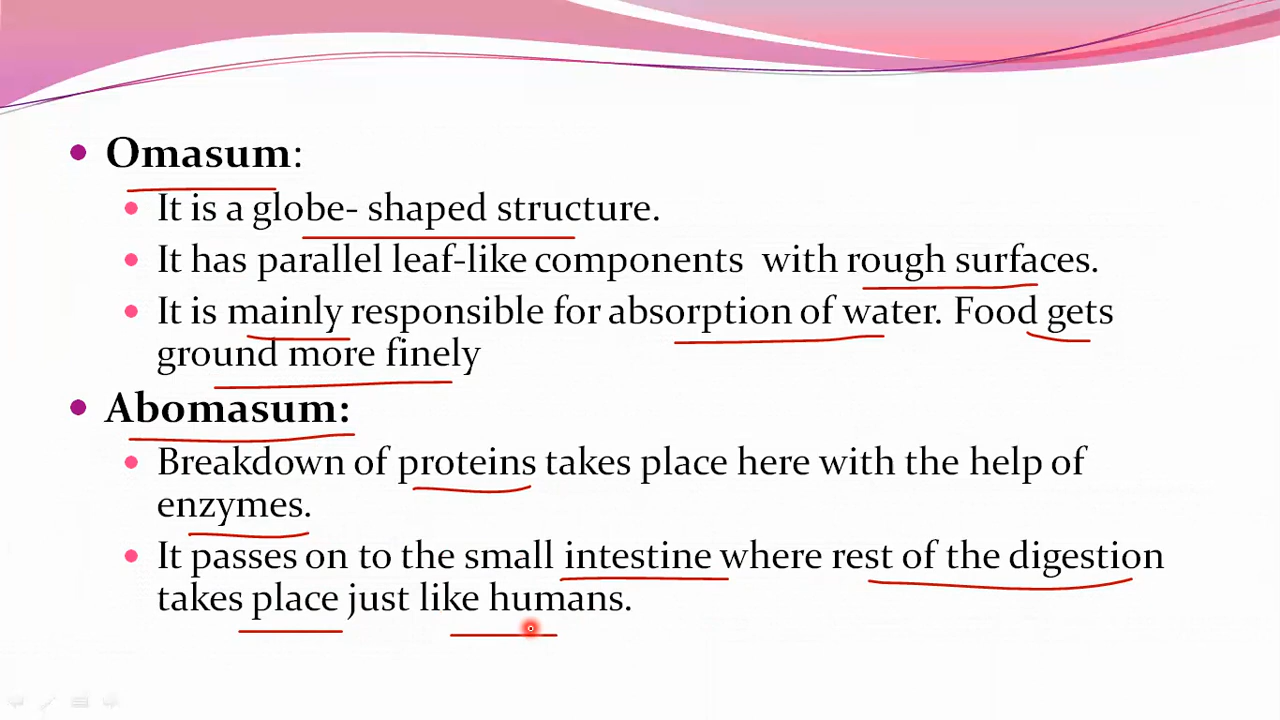 Omasum:
It is a globe- shaped structure.
It has parallel leaf-like components with rough surfaces.
It is mainly responsible for absorption of water. Food gets
ground more finely
Abomasum:
Breakdown of proteins takes place here with the help of
enzymes.
It passes on to the small intestine where rest of the digestion
takes place just like humans.